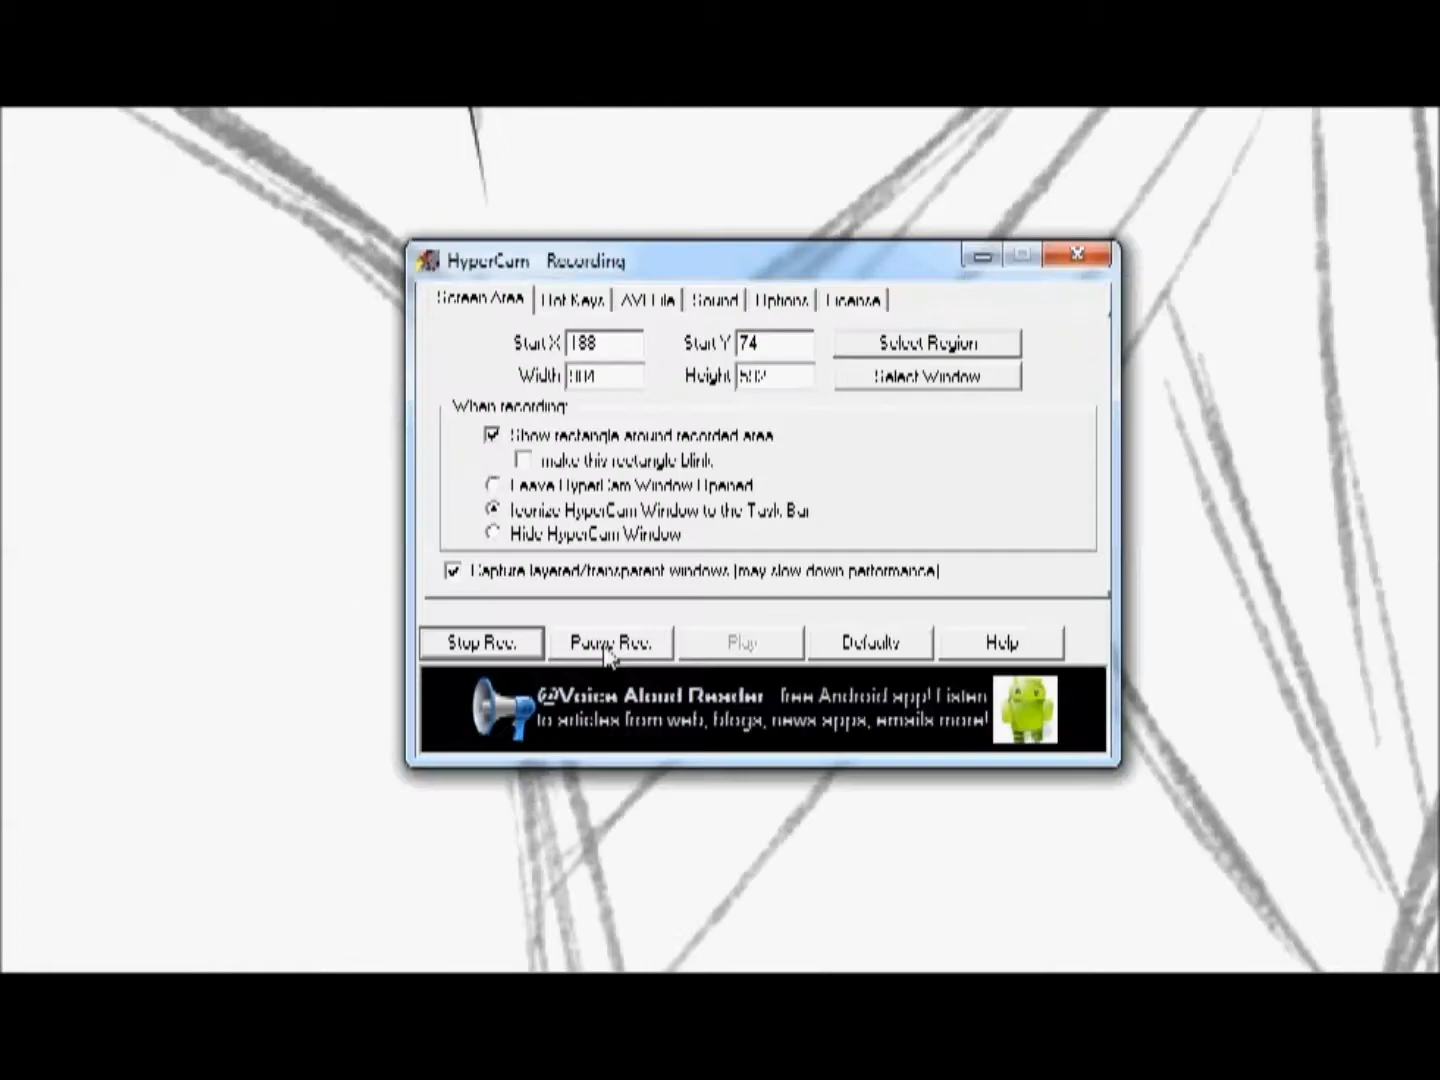 HyperCam Recording
Screen Area Hot Keys AVI File Sound Options License
Start X 188 Start Y 74 Select Region
Width Height Select Window
When recording:
Show rectangle around recorded area
make this rectangle blink
Leave HyperCam Window Opened
Iconize HyperCam Window to the Task Bar
Hide HyperCam Window
Capture layered/transparent windows (may slow down performance)
Stop Rec. Pause Rec. Play Defaults Help
@Voice Aloud Reader free Android app! Listen
to articles from web, blogs, news apps, emails more!